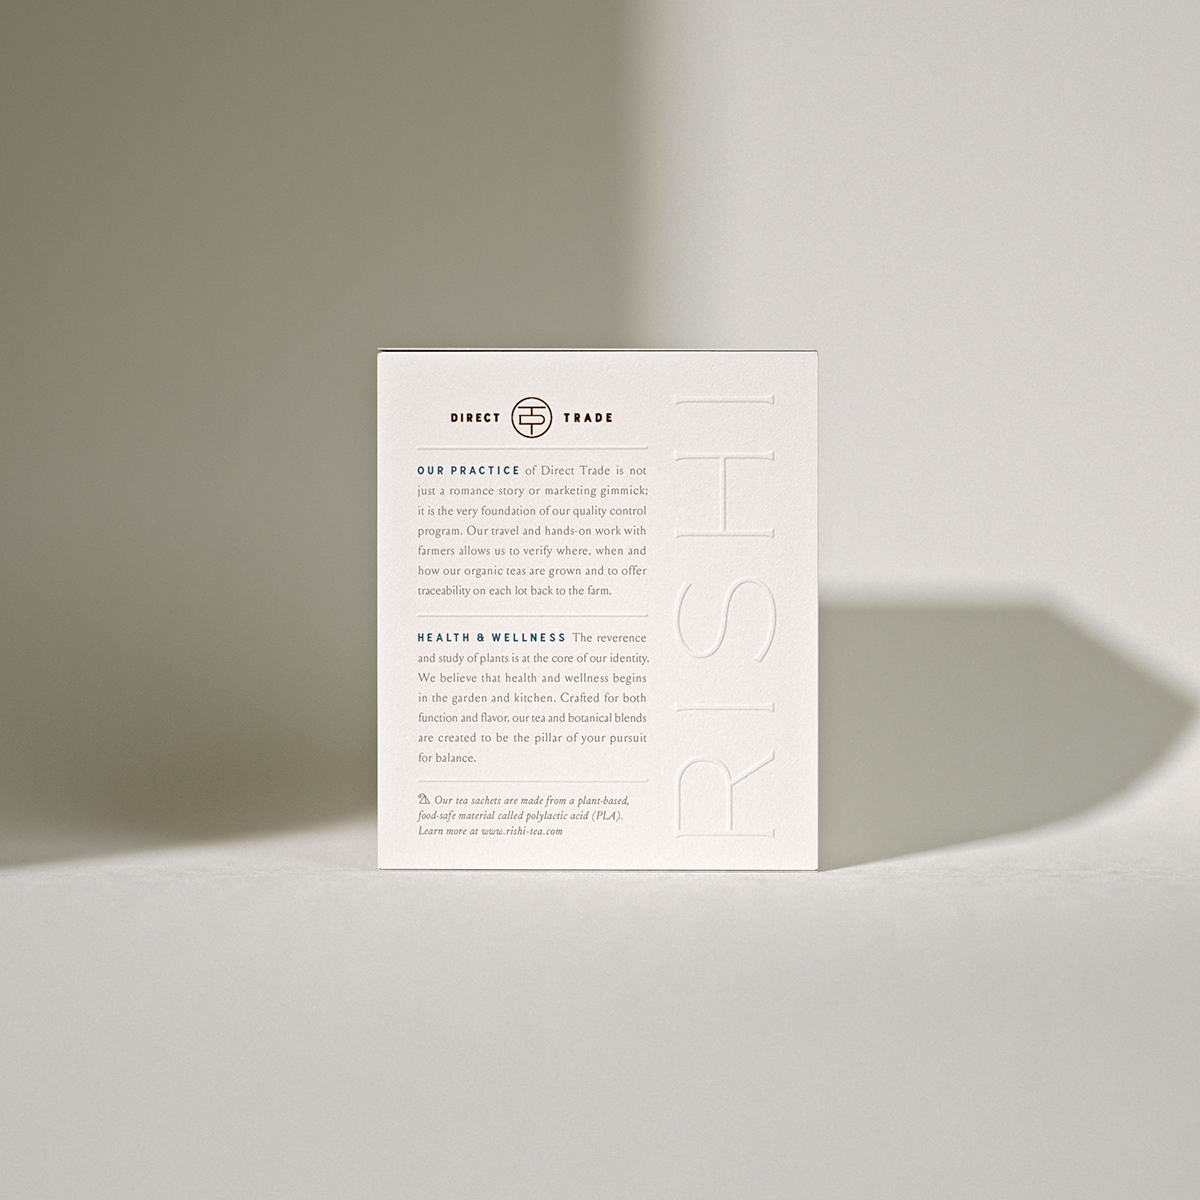 DIRECT TRADE
OUR PRACTICE of Direct Trade is not
just a romance story or marketing gimmick;
it is the very foundation of our quality control
program. Our travel and hands-on work with
farmers allows us to verify where, when and
how our organic teas are grown and to offer
traceability on each lot back to the farm.
HEALTH & WELLNESS The reverence
and study of plants is at the core of our identity.
We believe that health and wellness begins
in the garden and kitchen. Crafted for both
function and flavor, our tea and botanical blends
are created to be the pillar of your pursuit
for balance.
Our tea sachets are made from a plant-based,
food-safe material called polylactic acid (PLA).
Learn more at www.rishi-tea.com
RISHI